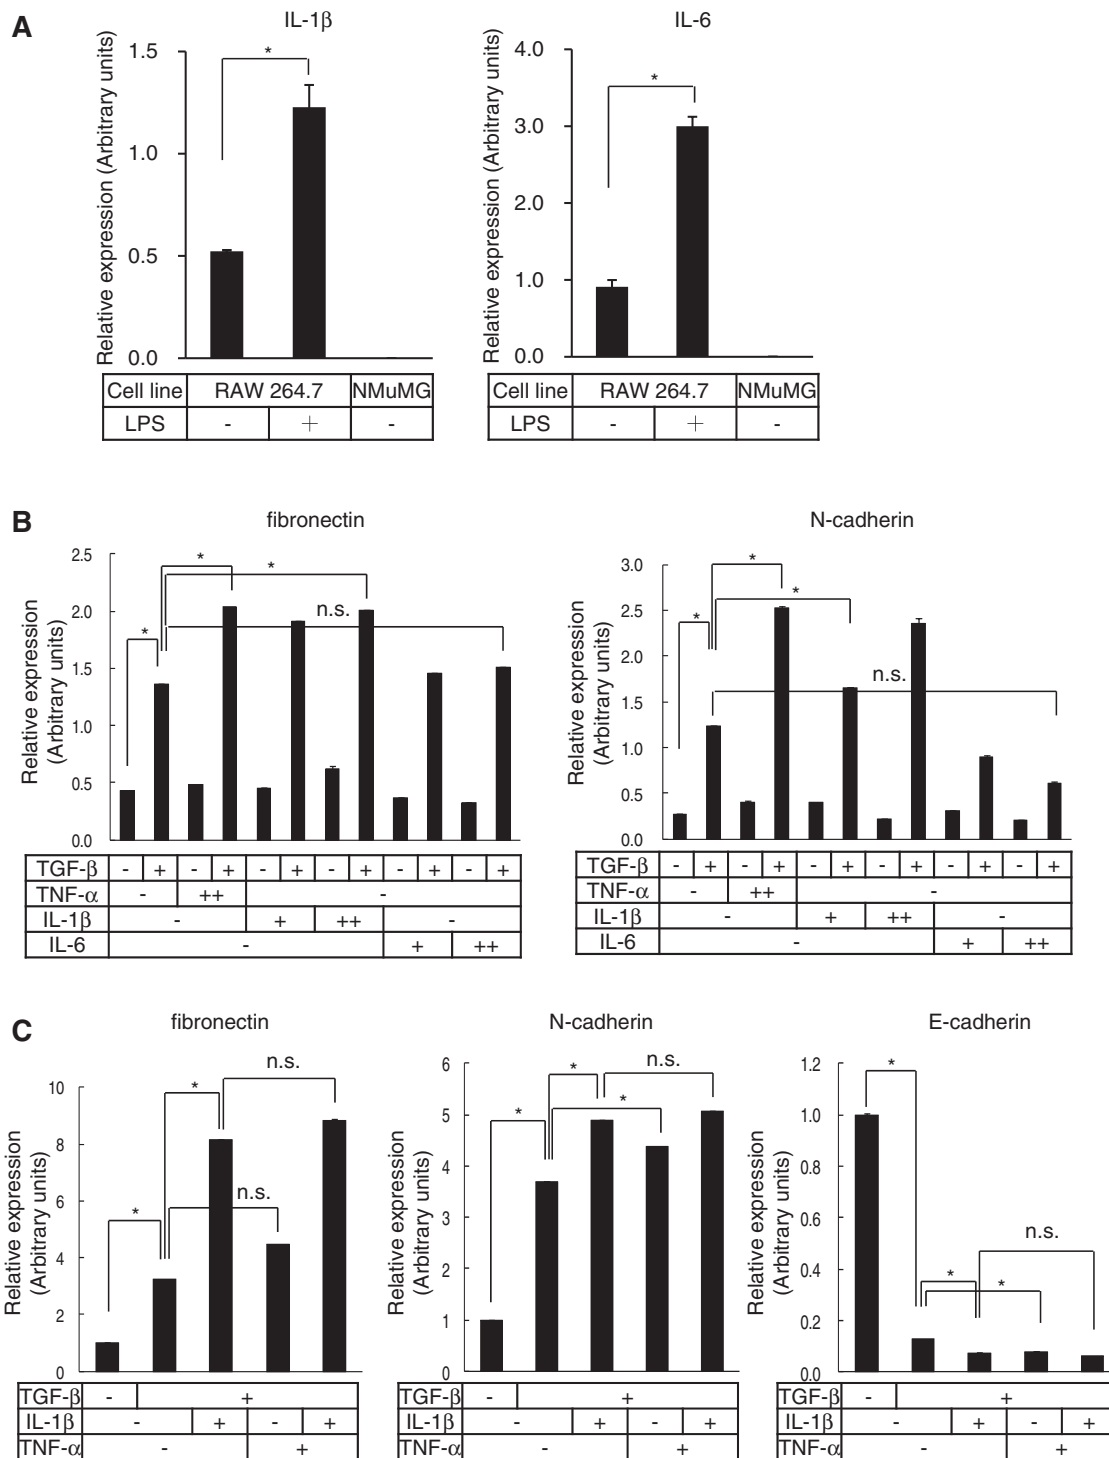 A
IL-1β
IL-6
Relative expression (Arbitrary units)
1.5
1.0
0.5
0.0
*
Cell line RAW 264.7 NMuMG
LPS - + -
Relative expression (Arbitrary units)
4.0
3.0
2.0
1.0
0.0
*
Cell line RAW 264.7 NMuMG
LPS - + -
B
fibronectin
N-cadherin
Relative expression
(Arbitrary units)
2.5
2.0
1.5
1.0
0.5
0.0
*
*
*
n.s.
TGF-β - + - + - + - + - + - +
TNF-α - ++ -
IL-1β - + ++ -
IL-6 - + ++
Relative expression
(Arbitrary units)
3.0
2.5
2.0
1.5
1.0
0.5
0.0
*
*
*
n.s.
TGF-β - + - + - + - + - + - +
TNF-α - ++ -
IL-1β - + ++ -
IL-6 - + ++
C
fibronectin
N-cadherin
E-cadherin
Relative expression
(Arbitrary units)
10
8
6
4
2
0
n.s.
*
n.s.
*
TGF-β - +
IL-1β - + - +
TNF-α - +
Relative expression
(Arbitrary units)
6
5
4
3
2
1
0
n.s.
*
*
*
TGF-β - +
IL-1β - + - +
TNF-α - +
Relative expression
(Arbitrary units)
1.2
1.0
0.8
0.6
0.4
0.2
0.0
*
n.s.
*
*
TGF-β - +
IL-1β - + - +
TNF-α - +